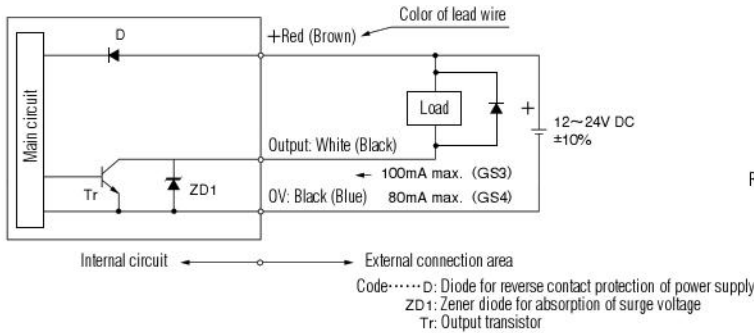 Color of lead wire
D
+Red (Brown)
Main circuit
Load
+
12～24V DC
±10%
Output: White (Black)
100mA max. (GS3)
Tr
ZD1
0V: Black (Blue)
80mA max. (GS4)
Internal circuit
External connection area
Code⋯⋯D: Diode for reverse contact protection of power supply
ZD1: Zener diode for absorption of surge voltage
Tr: Output transistor